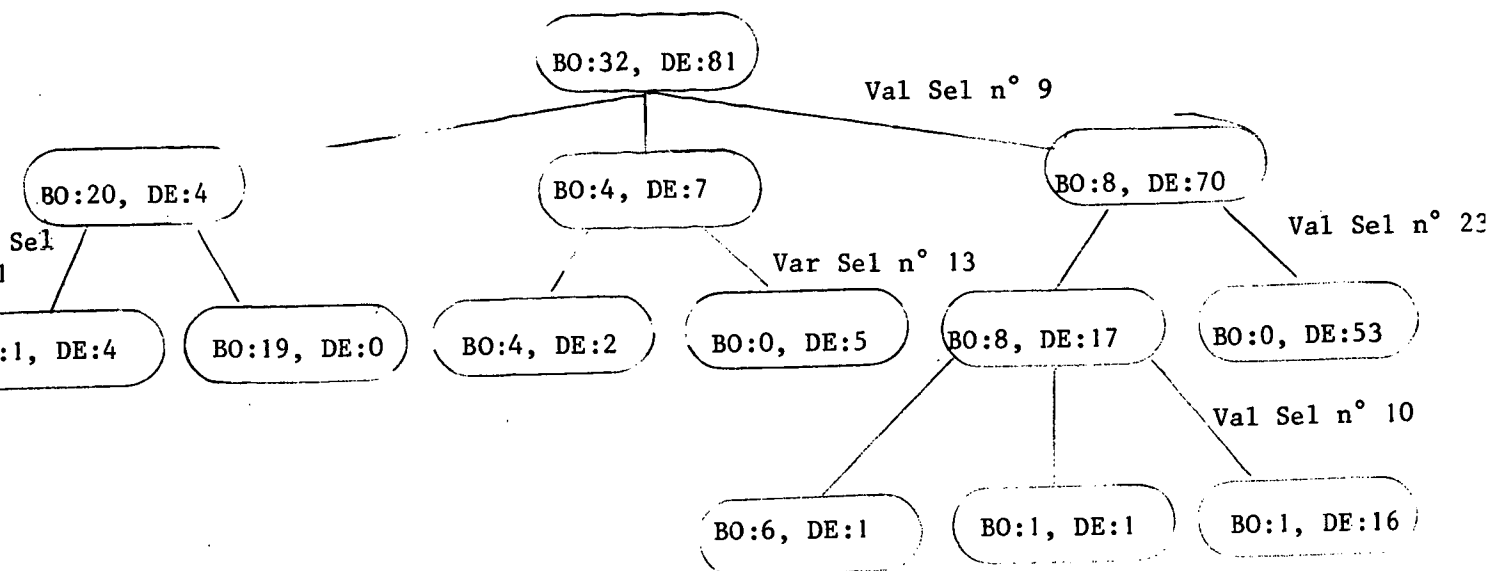 BO:32, DE:81
Val Sel n° 9
BO:20, DE:4
BO:4, DE:7
BO:8, DE:70
Sel
1
Val Sel n° 23
Var Sel n° 13
:1, DE:4
BO:19, DE:0
BO:4, DE:2
BO:0, DE:5
BO:8, DE:17
BO:0, DE:53
Val Sel n° 10
BO:6, DE:1
BO:1, DE:1
BO:1, DE:16